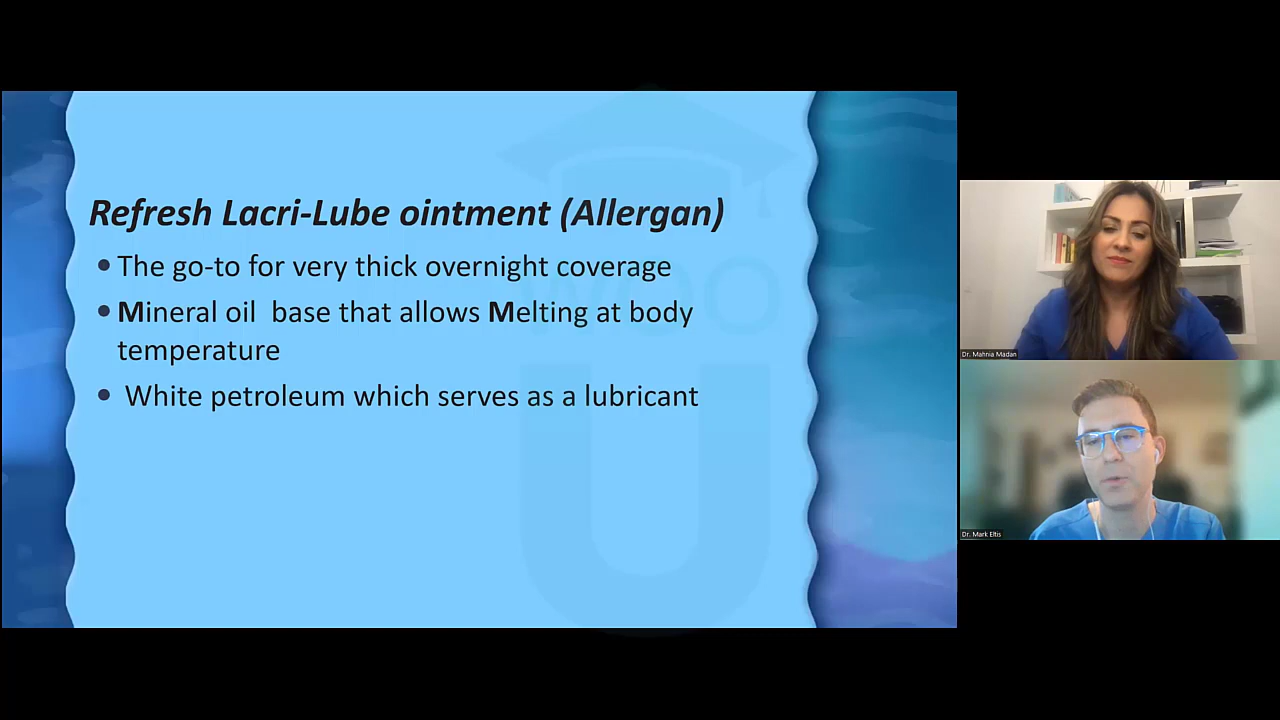 Refresh Lacri-Lube ointment (Allergan)
• The go-to for very thick overnight coverage
• Mineral oil  base that allows Melting at body
temperature
• White petroleum which serves as a lubricant
Dr. Mahnia Madan
Dr. Mark Eltis